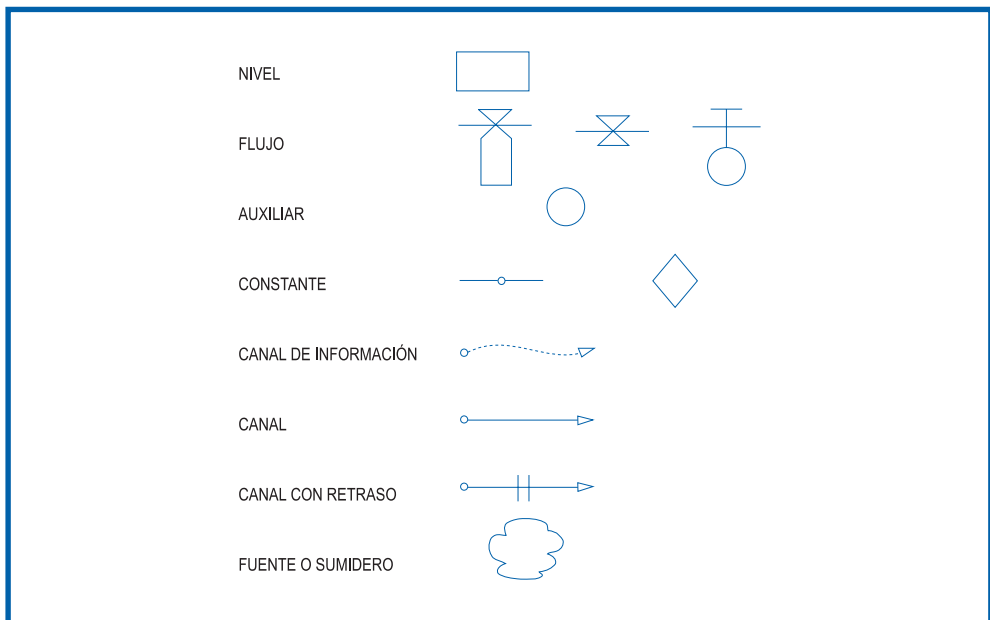 NIVEL
FLUJO
AUXILIAR
CONSTANTE
CANAL DE INFORMACIÓN
CANAL
CANAL CON RETRASO
FUENTE O SUMIDERO